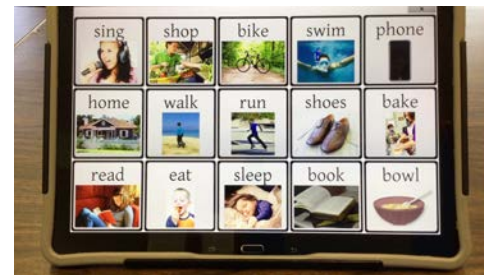 sing shop bike swim phone
home walk run shoes bake
read eat sleep book bowl